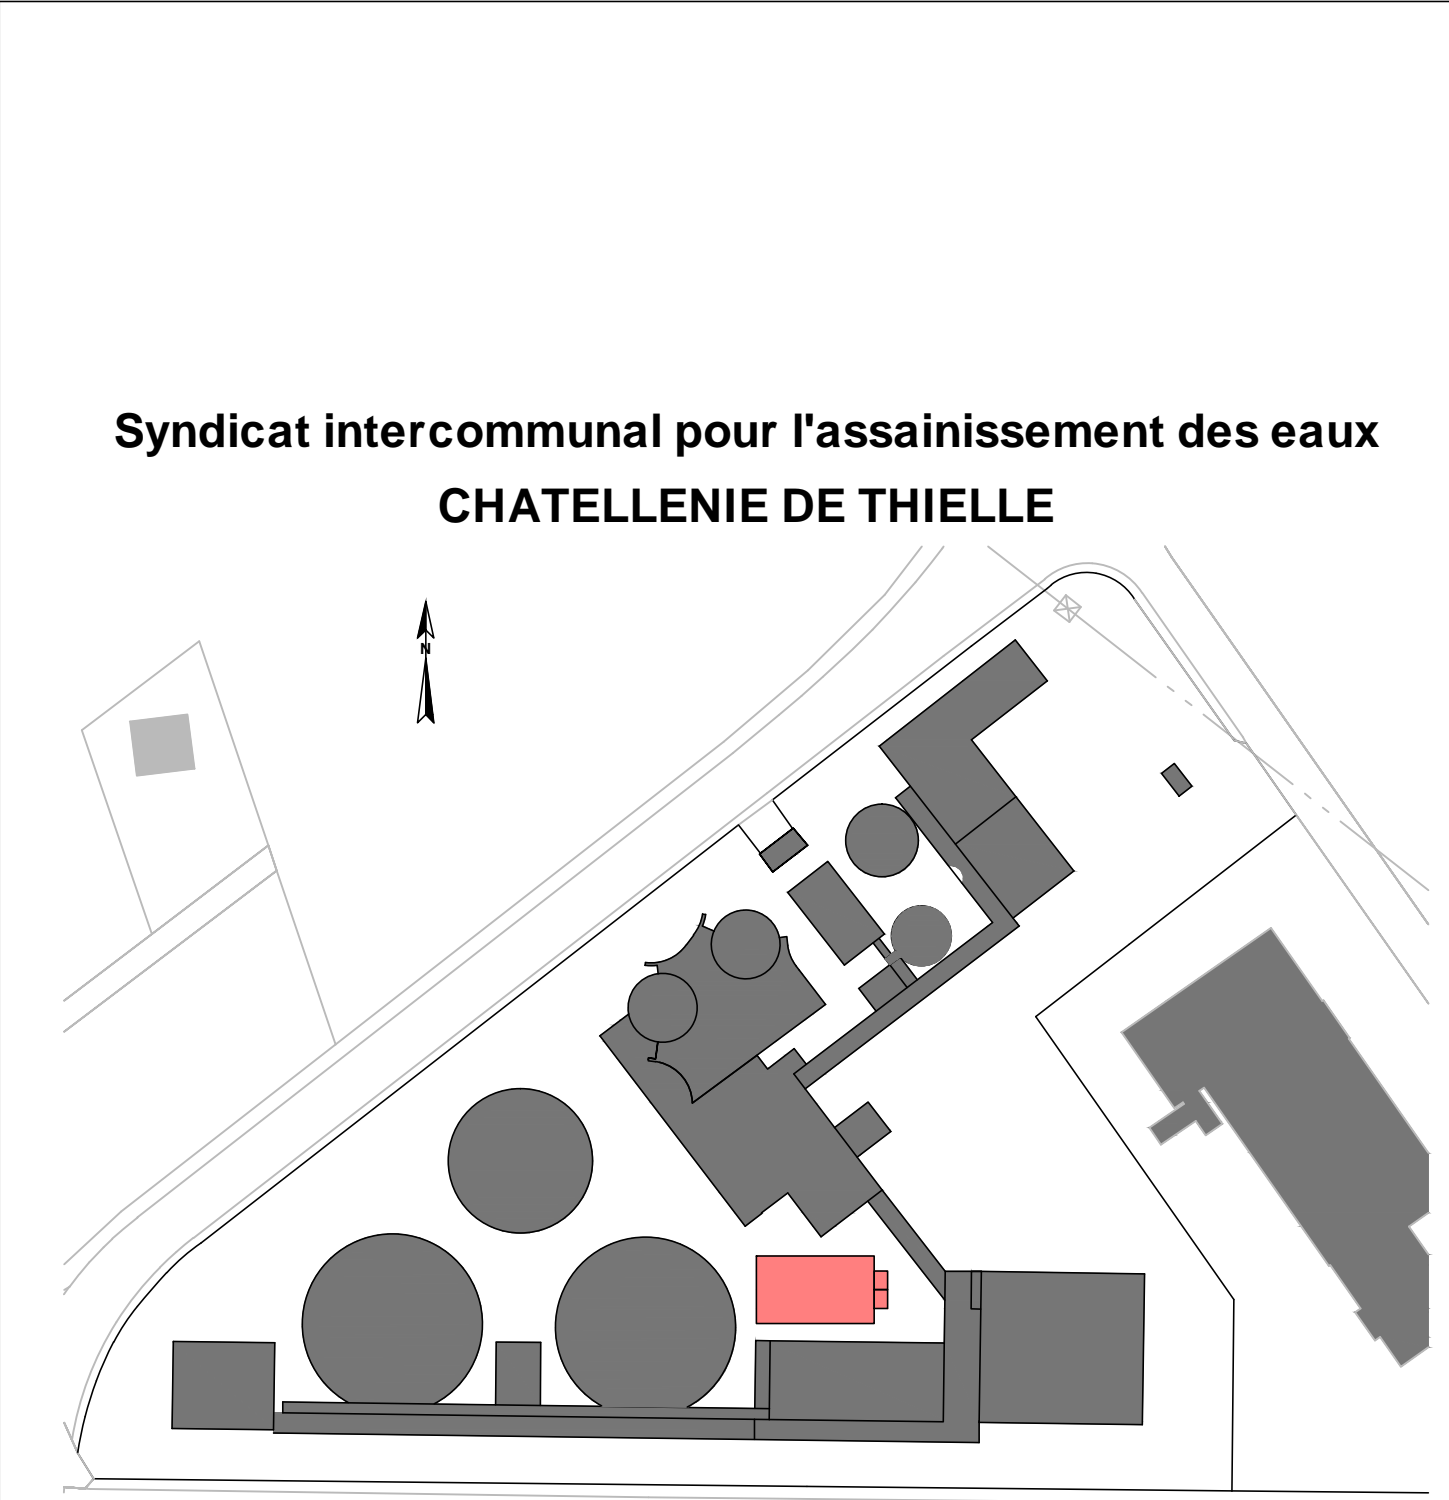 Syndicat intercommunal pour l'assainissement des eaux
CHATELLENIE DE THIELLE
N